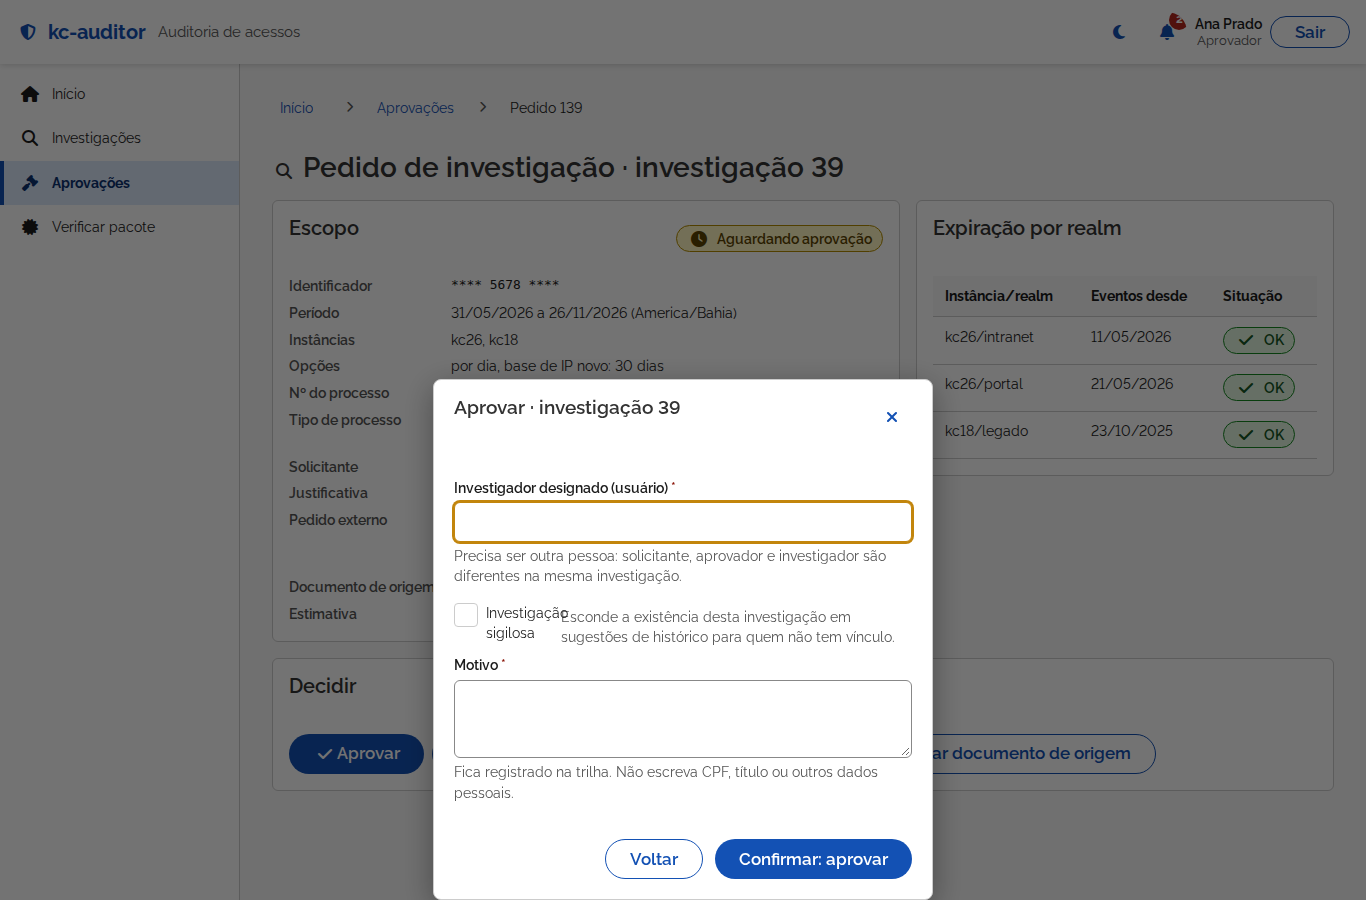 kc-auditor Auditoria de acessos
2
Ana Prado
Aprovador
Sair
Início
Investigações
Aprovações
Verificar pacote
Início
Aprovações
Pedido 139
Pedido de investigação · investigação 39
Escopo
Aguardando aprovação
Identificador **** 5678 ****
Período 31/05/2026 a 26/11/2026 (America/Bahia)
Instâncias kc26, kc18
Opções por dia, base de IP novo: 30 dias
Nº do processo
Tipo de processo
Solicitante
Justificativa
Pedido externo
Documento de origem
Estimativa
Expiração por realm
Instância/realm Eventos desde Situação
kc26/intranet 11/05/2026 OK
kc26/portal 21/05/2026 OK
kc18/legado 23/10/2025 OK
Decidir
Aprovar
ar documento de origem
Aprovar · investigação 39
Investigador designado (usuário) *
Precisa ser outra pessoa: solicitante, aprovador e investigador são
diferentes na mesma investigação.
Investigação
sigilosa
Esconde a existência desta investigação em
sugestões de histórico para quem não tem vínculo.
Motivo *
Fica registrado na trilha. Não escreva CPF, título ou outros dados
pessoais.
Voltar
Confirmar: aprovar